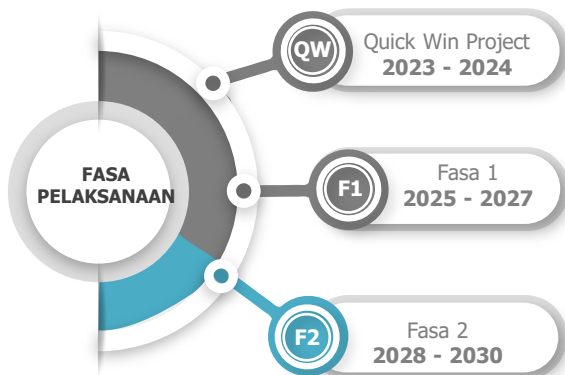 FASA
PELAKSANAAN
QW
Quick Win Project
2023 - 2024
F1
Fasa 1
2025 - 2027
F2
Fasa 2
2028 - 2030